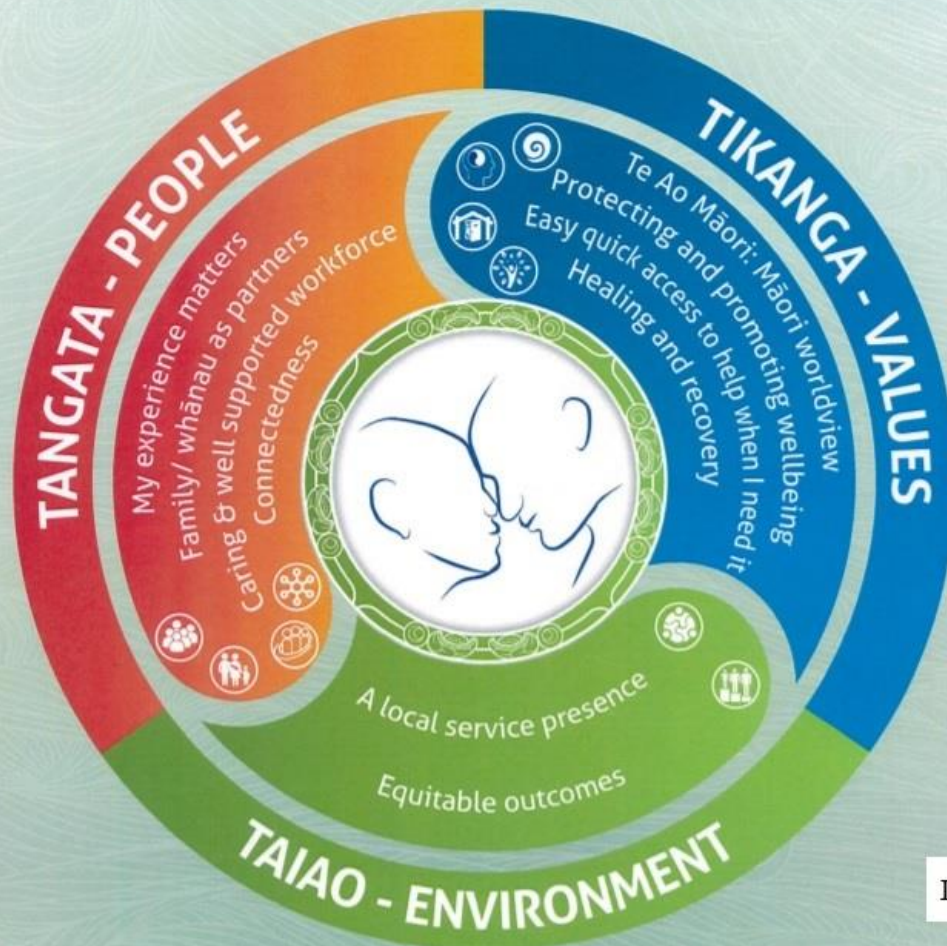 TANGATA - PEOPLE
My experience matters
Family/ whānau as partners
Caring & well supported workforce
Connectedness
TIKANGA - VALUES
Te Ao Māori: Māori worldview
Protecting and promoting wellbeing
Easy quick access to help when I need it
Healing and recovery
A local service presence
Equitable outcomes
TAIAO - ENVIRONMENT